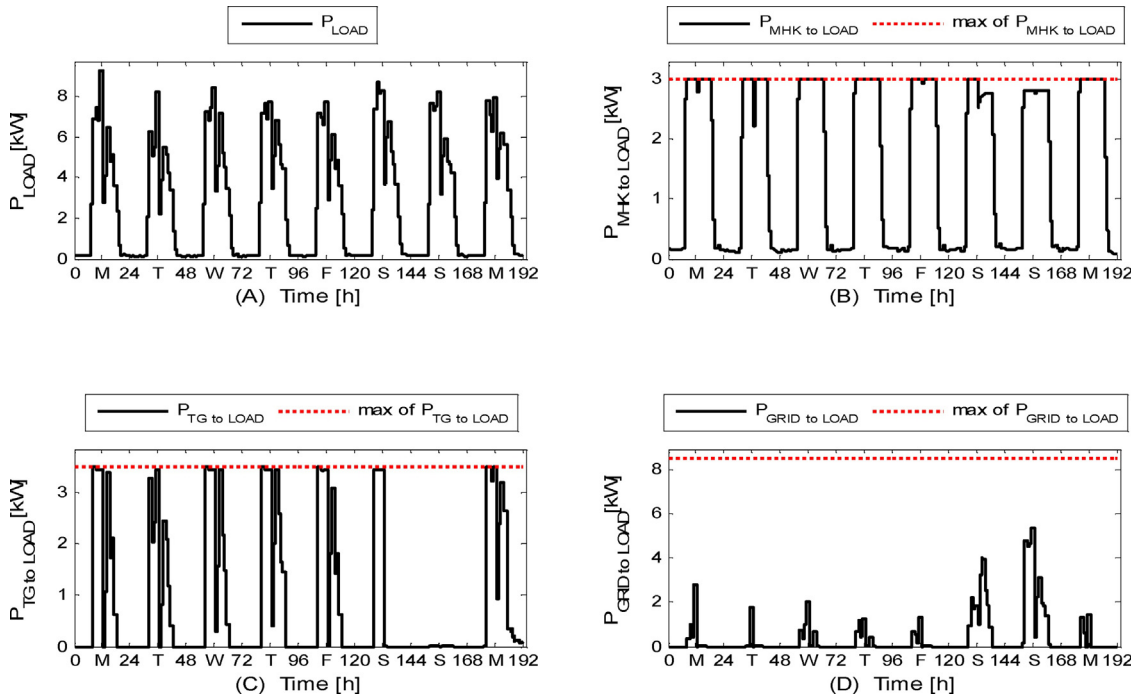 P_LOAD
P_LOAD [kW]
8
6
4
2
0
0 M 24 T 48 W 72 T 96 F 120 S 144 S 168 M 192
(A) Time [h]
P_MHK to LOAD max of P_MHK to LOAD
P_MHK to LOAD [kW]
3
2
1
0
0 M 24 T 48 W 72 T 96 F 120 S 144 S 168 M 192
(B) Time [h]
P_TG to LOAD max of P_TG to LOAD
P_TG to LOAD [kW]
3
2
1
0
0 M 24 T 48 W 72 T 96 F 120 S 144 S 168 M 192
(C) Time [h]
P_GRID to LOAD max of P_GRID to LOAD
P_GRID to LOAD [kW]
8
6
4
2
0
0 M 24 T 48 W 72 T 96 F 120 S 144 S 168 M 192
(D) Time [h]